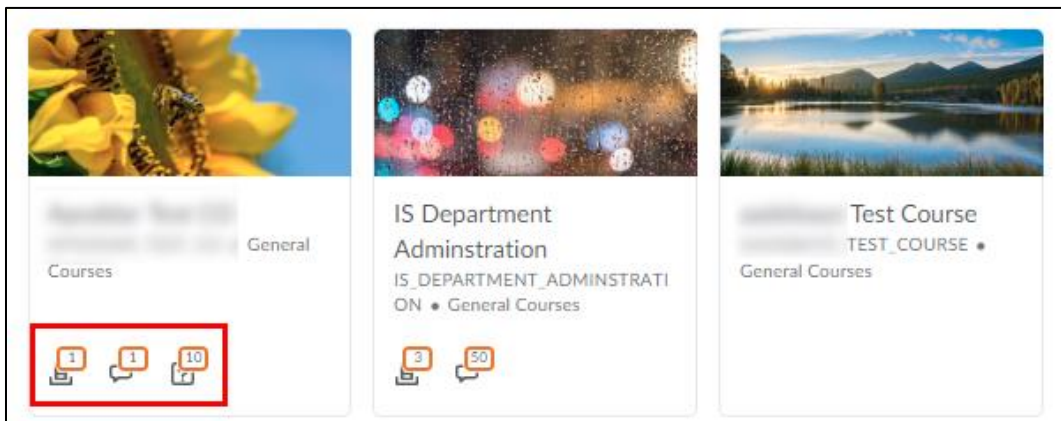 General
Courses
1
1
10
IS Department
Adminstration
IS_DEPARTMENT_ADMINSTRATI
ON • General Courses
3
50
Test Course
TEST_COURSE •
General Courses